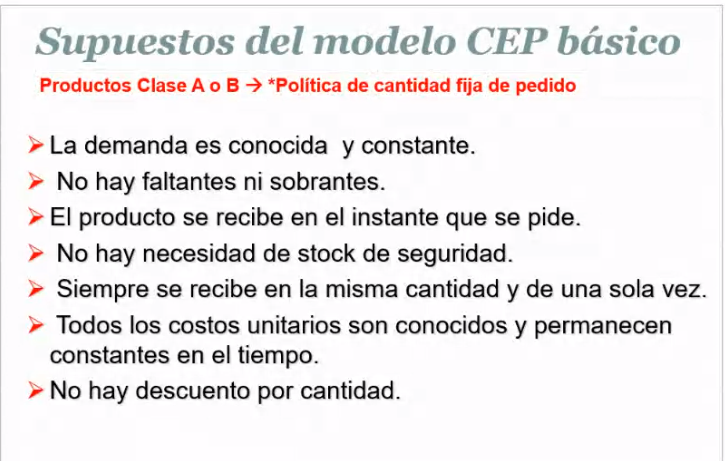 Supuestos del modelo CEP básico
Productos Clase A o B → *Política de cantidad fija de pedido
➢ La demanda es conocida y constante.
➢ No hay faltantes ni sobrantes.
➢ El producto se recibe en el instante que se pide.
➢ No hay necesidad de stock de seguridad.
➢ Siempre se recibe en la misma cantidad y de una sola vez.
➢ Todos los costos unitarios son conocidos y permanecen
constantes en el tiempo.
➢ No hay descuento por cantidad.